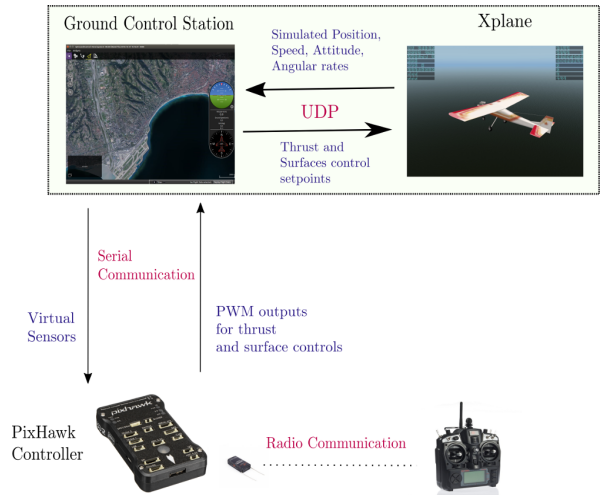 Ground Control Station
Xplane
Simulated Position,
Speed, Attitude,
Angular rates
UDP
Thrust and
Surfaces control
setpoints
Serial
Communication
Virtual
Sensors
PWM outputs
for thrust
and surface controls
PixHawk
Controller
pixhawk
Radio Communication